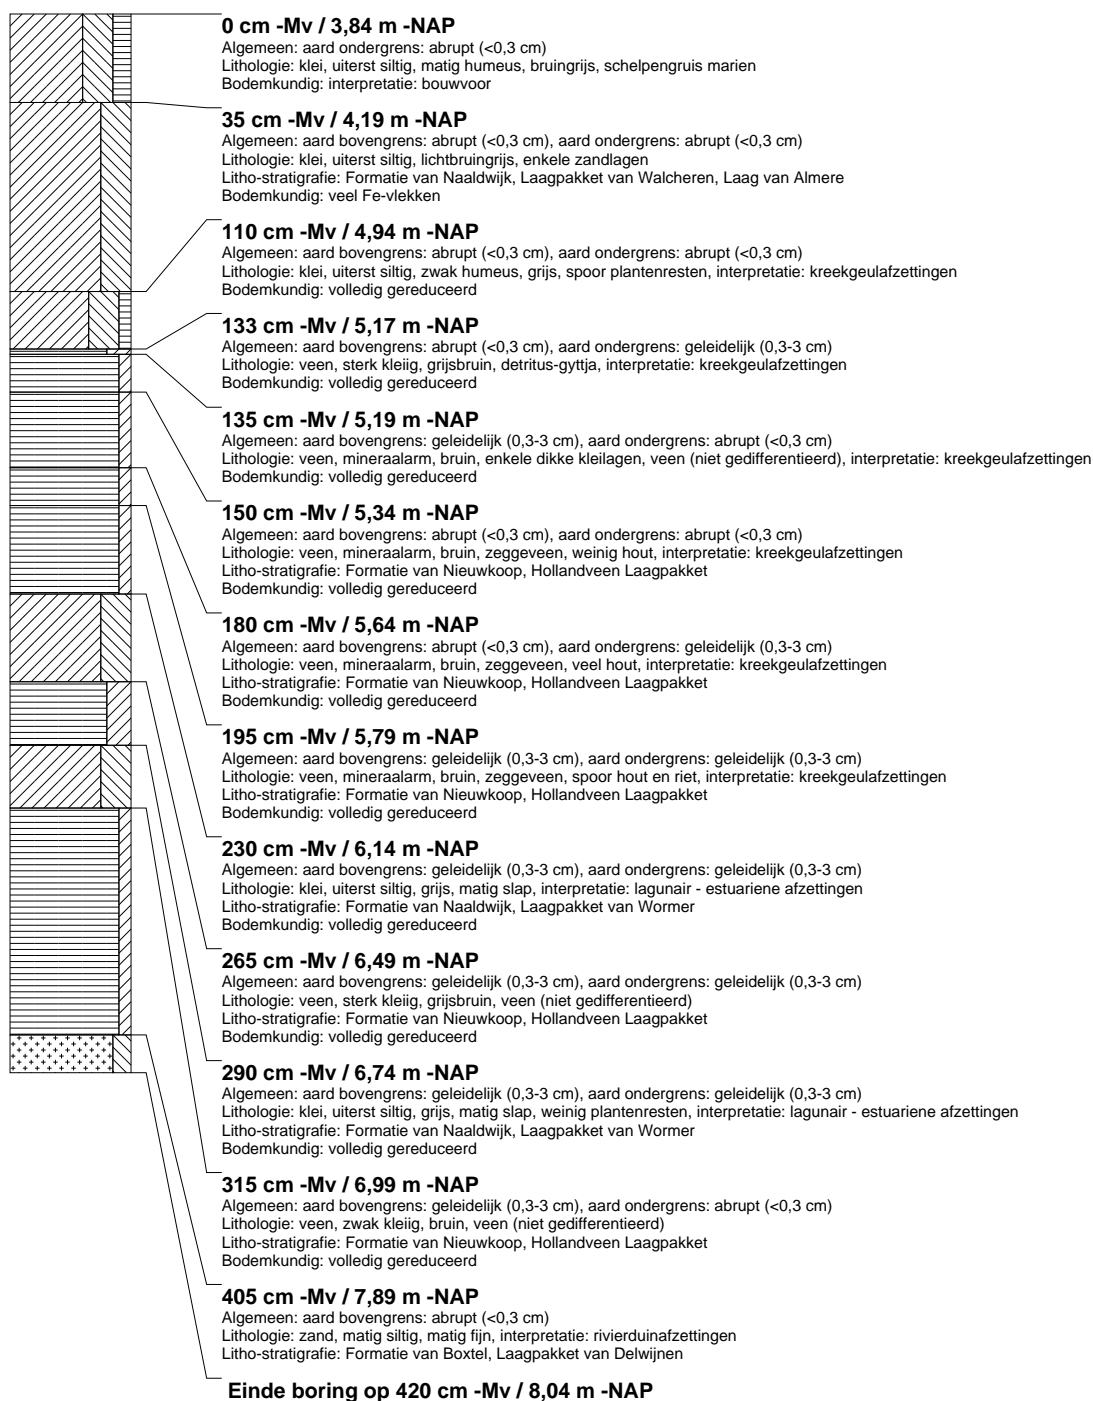 0 cm -Mv / 3,84 m -NAP
Algemeen: aard ondergrens: abrupt (<0,3 cm)
Lithologie: klei, uiterst siltig, matig humeus, bruingrijs, schelpengruis marien
Bodemkundig: interpretatie: bouwvoor
35 cm -Mv / 4,19 m -NAP
Algemeen: aard bovengrens: abrupt (<0,3 cm), aard ondergrens: abrupt (<0,3 cm)
Lithologie: klei, uiterst siltig, lichtbruingrijs, enkele zandlagen
Litho-stratigrafie: Formatie van Naaldwijk, Laagpakket van Walcheren, Laag van Almere
Bodemkundig: veel Fe-vlekken
110 cm -Mv / 4,94 m -NAP
Algemeen: aard bovengrens: abrupt (<0,3 cm), aard ondergrens: abrupt (<0,3 cm)
Lithologie: klei, uiterst siltig, zwak humeus, grijs, spoor plantenresten, interpretatie: kreekgeulafzettingen
Bodemkundig: volledig gereduceerd
133 cm -Mv / 5,17 m -NAP
Algemeen: aard bovengrens: abrupt (<0,3 cm), aard ondergrens: geleidelijk (0,3-3 cm)
Lithologie: veen, sterk kleiig, grijsbruin, detritus-gyttja, interpretatie: kreekgeulafzettingen
Bodemkundig: volledig gereduceerd
135 cm -Mv / 5,19 m -NAP
Algemeen: aard bovengrens: geleidelijk (0,3-3 cm), aard ondergrens: abrupt (<0,3 cm)
Lithologie: veen, mineraalarm, bruin, enkele dikke kleilagen, veen (niet gedifferentieerd), interpretatie: kreekgeulafzettingen
Bodemkundig: volledig gereduceerd
150 cm -Mv / 5,34 m -NAP
Algemeen: aard bovengrens: abrupt (<0,3 cm), aard ondergrens: abrupt (<0,3 cm)
Lithologie: veen, mineraalarm, bruin, zeggeveen, weinig hout, interpretatie: kreekgeulafzettingen
Litho-stratigrafie: Formatie van Nieuwkoop, Hollandveen Laagpakket
Bodemkundig: volledig gereduceerd
180 cm -Mv / 5,64 m -NAP
Algemeen: aard bovengrens: abrupt (<0,3 cm), aard ondergrens: geleidelijk (0,3-3 cm)
Lithologie: veen, mineraalarm, bruin, zeggeveen, veel hout, interpretatie: kreekgeulafzettingen
Litho-stratigrafie: Formatie van Nieuwkoop, Hollandveen Laagpakket
Bodemkundig: volledig gereduceerd
195 cm -Mv / 5,79 m -NAP
Algemeen: aard bovengrens: geleidelijk (0,3-3 cm), aard ondergrens: geleidelijk (0,3-3 cm)
Lithologie: veen, mineraalarm, bruin, zeggeveen, spoor hout en riet, interpretatie: kreekgeulafzettingen
Litho-stratigrafie: Formatie van Nieuwkoop, Hollandveen Laagpakket
Bodemkundig: volledig gereduceerd
230 cm -Mv / 6,14 m -NAP
Algemeen: aard bovengrens: geleidelijk (0,3-3 cm), aard ondergrens: geleidelijk (0,3-3 cm)
Lithologie: klei, uiterst siltig, grijs, matig slap, interpretatie: lagunair - estuariene afzettingen
Litho-stratigrafie: Formatie van Naaldwijk, Laagpakket van Wormer
Bodemkundig: volledig gereduceerd
265 cm -Mv / 6,49 m -NAP
Algemeen: aard bovengrens: geleidelijk (0,3-3 cm), aard ondergrens: geleidelijk (0,3-3 cm)
Lithologie: veen, sterk kleiig, grijsbruin, veen (niet gedifferentieerd)
Litho-stratigrafie: Formatie van Nieuwkoop, Hollandveen Laagpakket
Bodemkundig: volledig gereduceerd
290 cm -Mv / 6,74 m -NAP
Algemeen: aard bovengrens: geleidelijk (0,3-3 cm), aard ondergrens: geleidelijk (0,3-3 cm)
Lithologie: klei, uiterst siltig, grijs, matig slap, weinig plantenresten, interpretatie: lagunair - estuariene afzettingen
Litho-stratigrafie: Formatie van Naaldwijk, Laagpakket van Wormer
Bodemkundig: volledig gereduceerd
315 cm -Mv / 6,99 m -NAP
Algemeen: aard bovengrens: geleidelijk (0,3-3 cm), aard ondergrens: abrupt (<0,3 cm)
Lithologie: veen, zwak kleiig, bruin, veen (niet gedifferentieerd)
Litho-stratigrafie: Formatie van Nieuwkoop, Hollandveen Laagpakket
Bodemkundig: volledig gereduceerd
405 cm -Mv / 7,89 m -NAP
Algemeen: aard bovengrens: abrupt (<0,3 cm)
Lithologie: zand, matig siltig, matig fijn, interpretatie: rivierduinafzettingen
Litho-stratigrafie: Formatie van Boxtel, Laagpakket van Delwijnen
Einde boring op 420 cm -Mv / 8,04 m -NAP